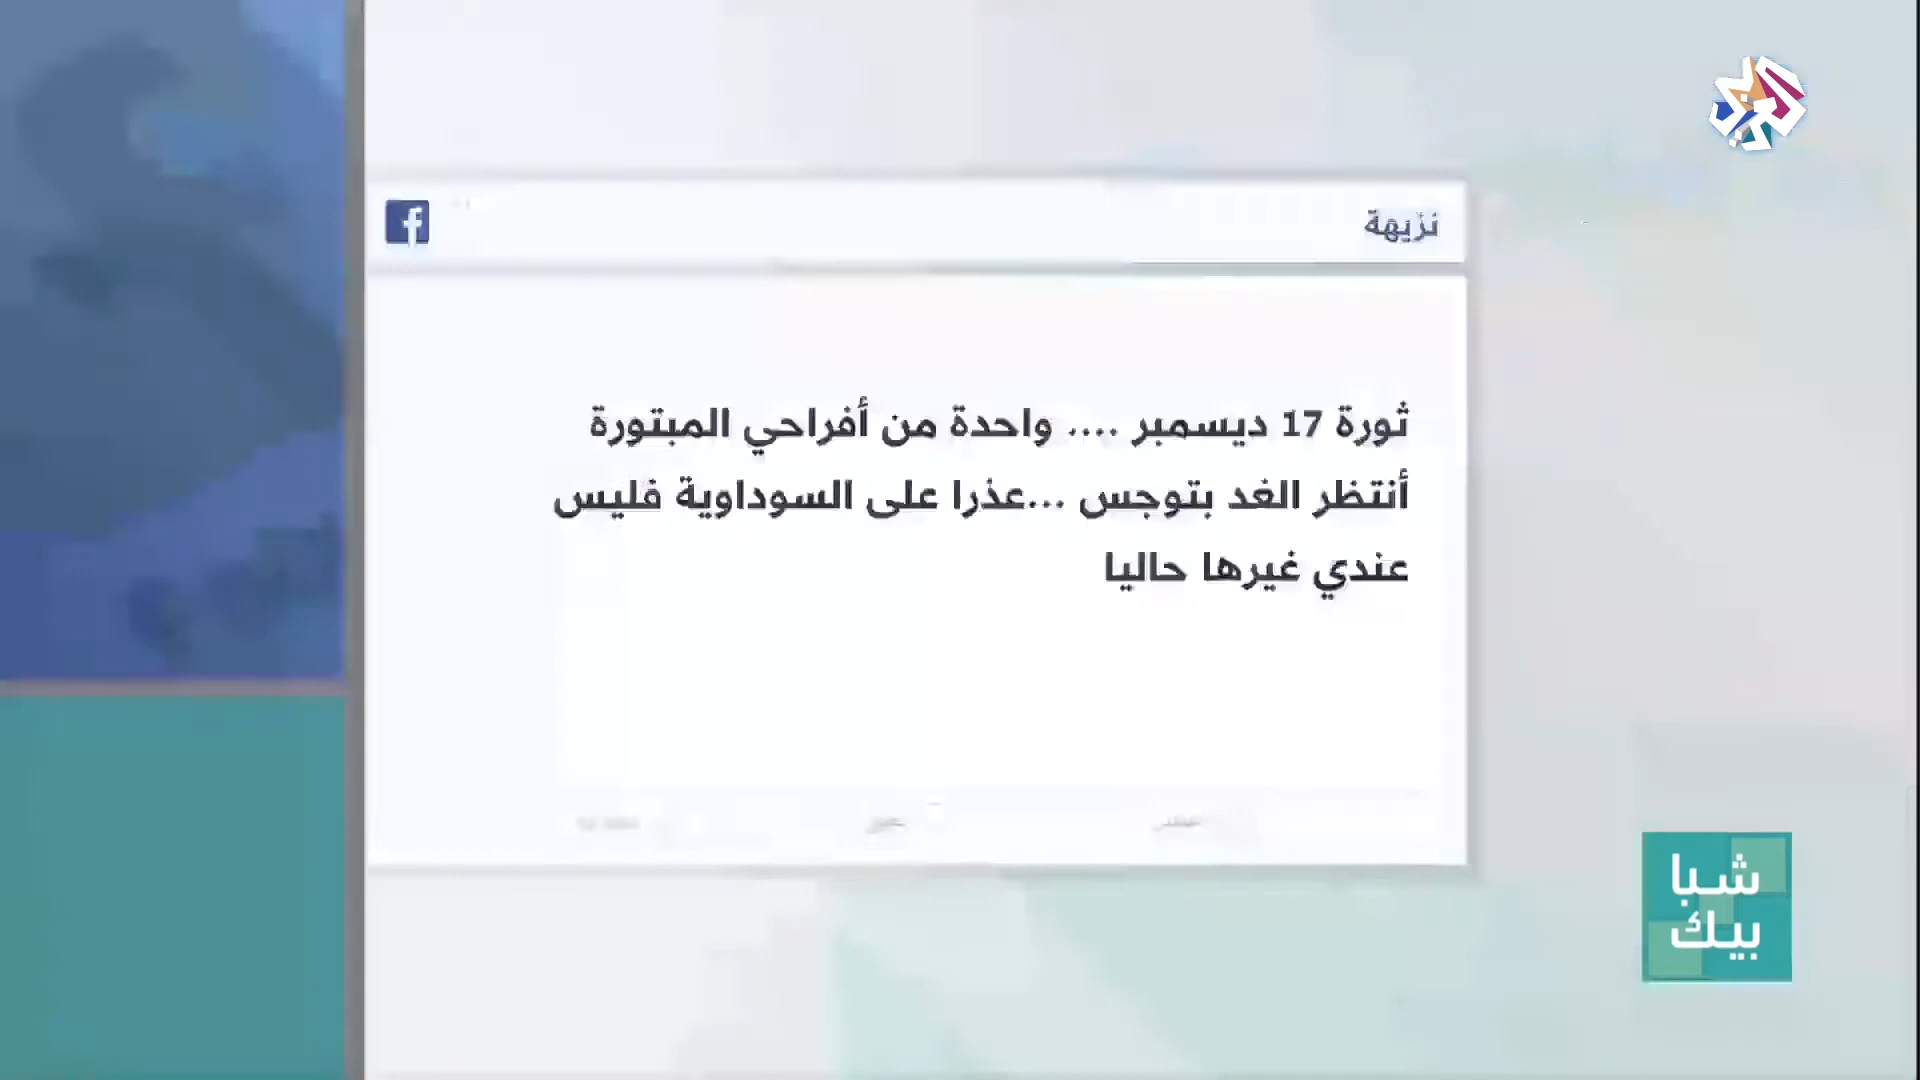 نزيهة
ثورة 17 ديسمبر .... واحدة من أفراحي المبتورة
أنتظر الغد بتوجس ...عذرا على السوداوية فليس
عندي غيرها حاليا
شبا
بيك